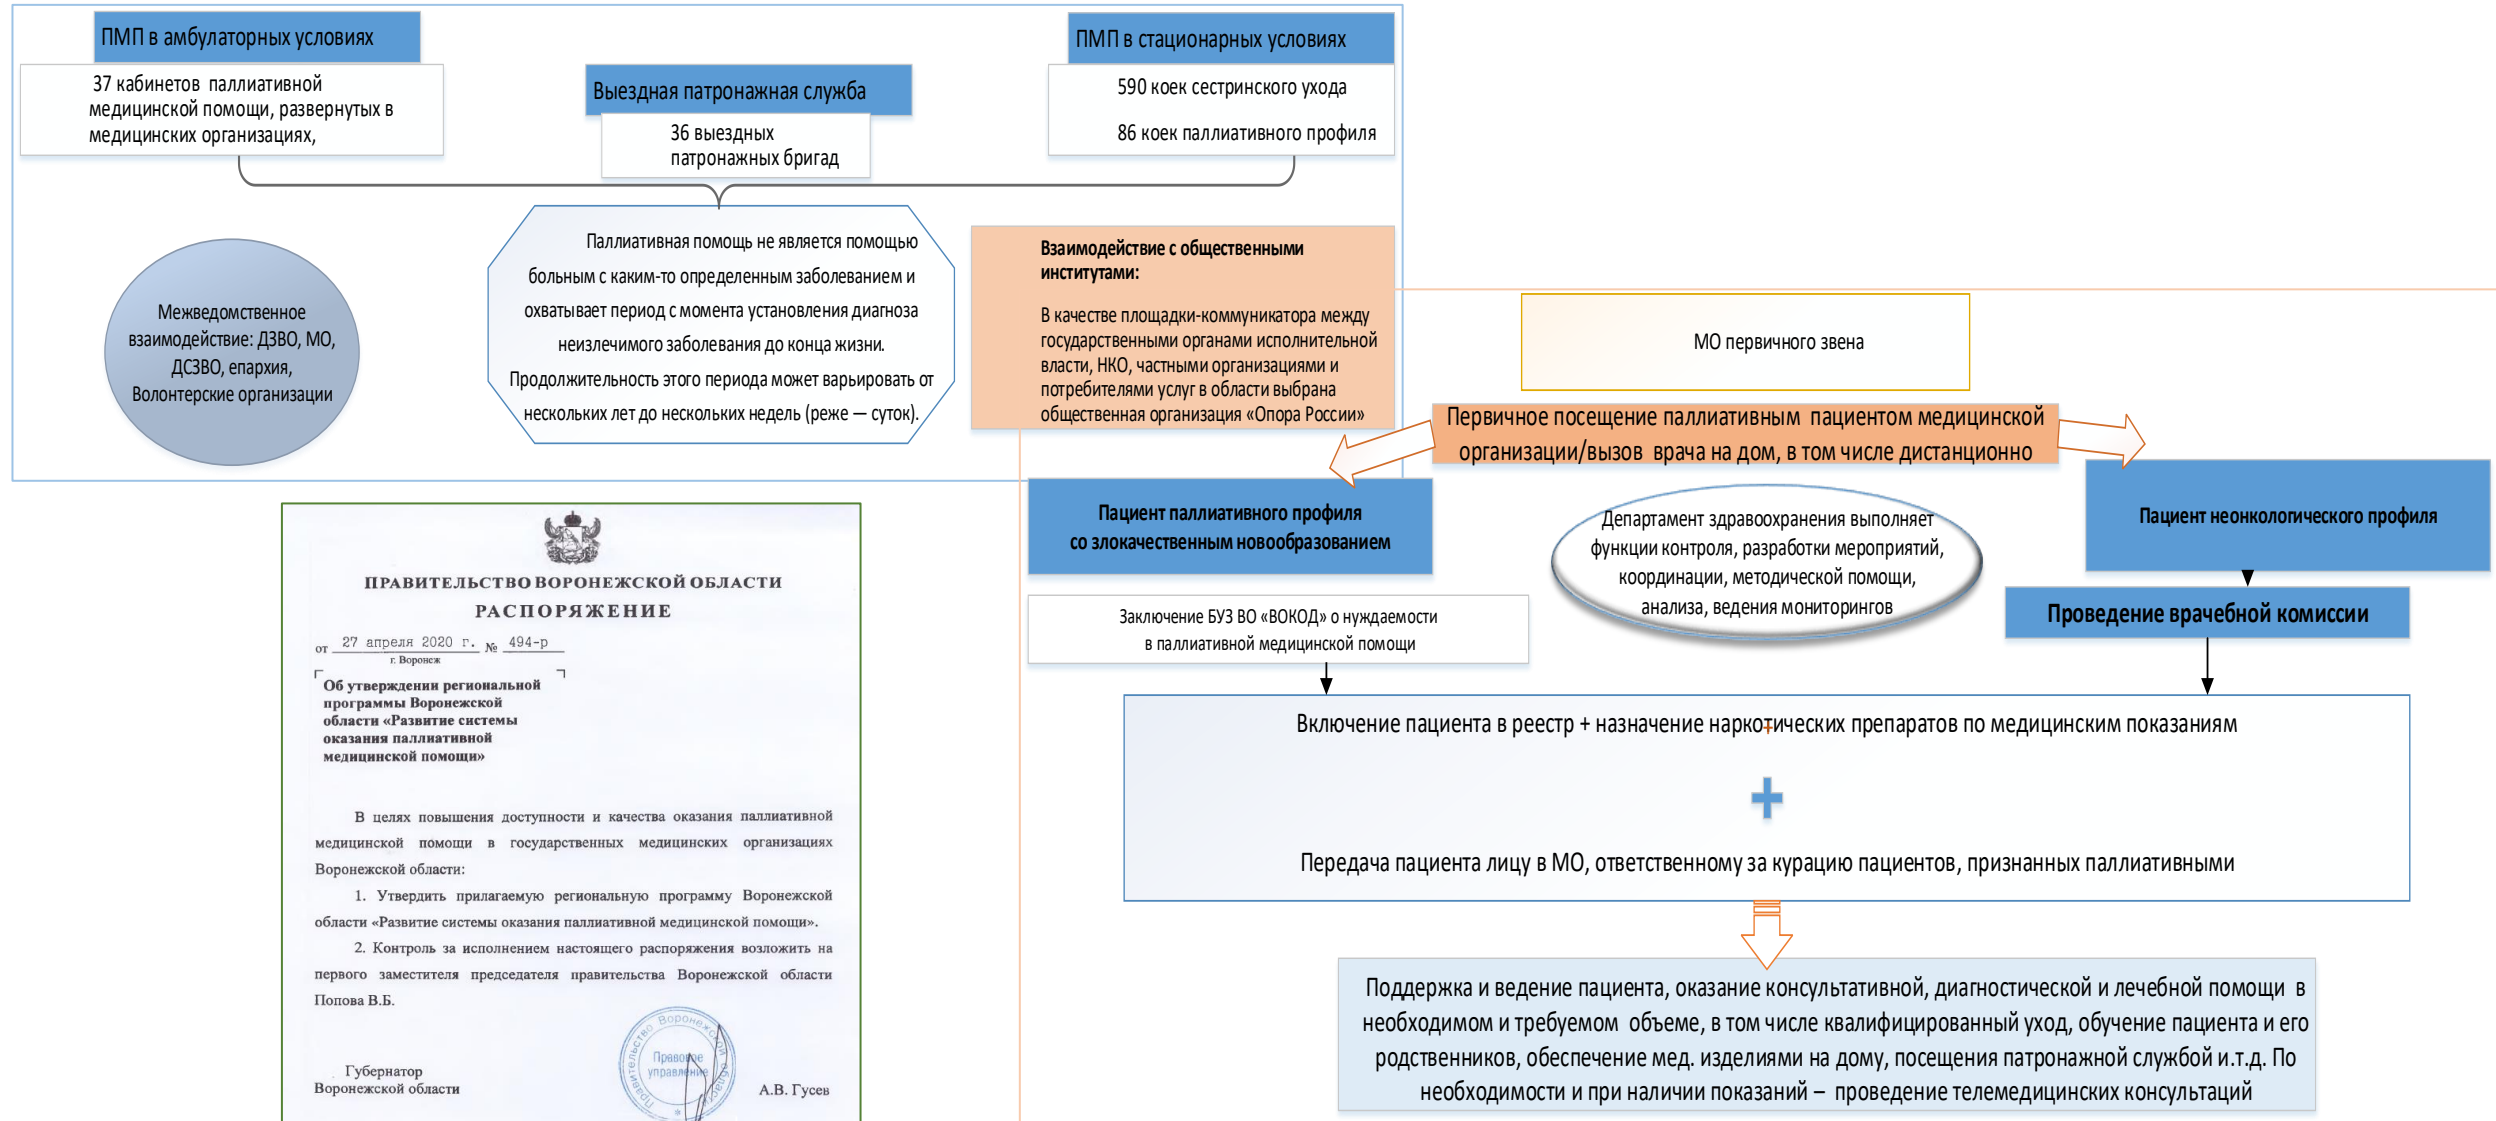 ПМП в амбулаторных условиях
37 кабинетов паллиативной
медицинской помощи, развернутых в
медицинских организациях,
Выездная патронажная служба
36 выездных
патронажных бригад
ПМП в стационарных условиях
590 коек сестринского ухода
86 коек паллиативного профиля
Межведомственное
взаимодействие: ДЗВО, МО,
ДСЗВО, епархия,
Волонтерские организации
Паллиативная помощь не является помощью
больным с каким-то определенным заболеванием и
охватывает период с момента установления диагноза
неизлечимого заболевания до конца жизни.
Продолжительность этого периода может варьировать от
нескольких лет до нескольких недель (реже — суток).
Взаимодействие с общественными
институтами:
В качестве площадки-коммуникатора между
государственными органами исполнительной
власти, НКО, частными организациями и
потребителями услуг в области выбрана
общественная организация «Опора России»
МО первичного звена
Первичное посещение паллиативным пациентом медицинской
организации/вызов врача на дом, в том числе дистанционно
Пациент паллиативного профиля
со злокачественным новообразованием
Департамент здравоохранения выполняет
функции контроля, разработки мероприятий,
координации, методической помощи,
анализа, ведения мониторингов
Пациент неонкологического профиля
Заключение БУЗ ВО «ВОКОД» о нуждаемости
в паллиативной медицинской помощи
Проведение врачебной комиссии
Включение пациента в реестр + назначение наркотических препаратов по медицинским показаниям
Передача пациента лицу в МО, ответственному за курацию пациентов, признанных паллиативными
Поддержка и ведение пациента, оказание консультативной, диагностической и лечебной помощи в
необходимом и требуемом объеме, в том числе квалифицированный уход, обучение пациента и его
родственников, обеспечение мед. изделиями на дому, посещения патронажной службой и.т.д. По
необходимости и при наличии показаний – проведение телемедицинских консультаций
ПРАВИТЕЛЬСТВО ВОРОНЕЖСКОЙ ОБЛАСТИ
РАСПОРЯЖЕНИЕ
от 27 апреля 2020 г. № 494-р
г. Воронеж
Об утверждении региональной
программы Воронежской
области «Развитие системы
оказания паллиативной
медицинской помощи»
В целях повышения доступности и качества оказания паллиативной
медицинской помощи в государственных медицинских организациях
Воронежской области:
1. Утвердить прилагаемую региональную программу Воронежской
области «Развитие системы оказания паллиативной медицинской помощи».
2. Контроль за исполнением настоящего распоряжения возложить на
первого заместителя председателя правительства Воронежской области
Попова В.Б.
Губернатор
Воронежской области
А.В. Гусев
Правительство Воронежской области
Правовое
управление